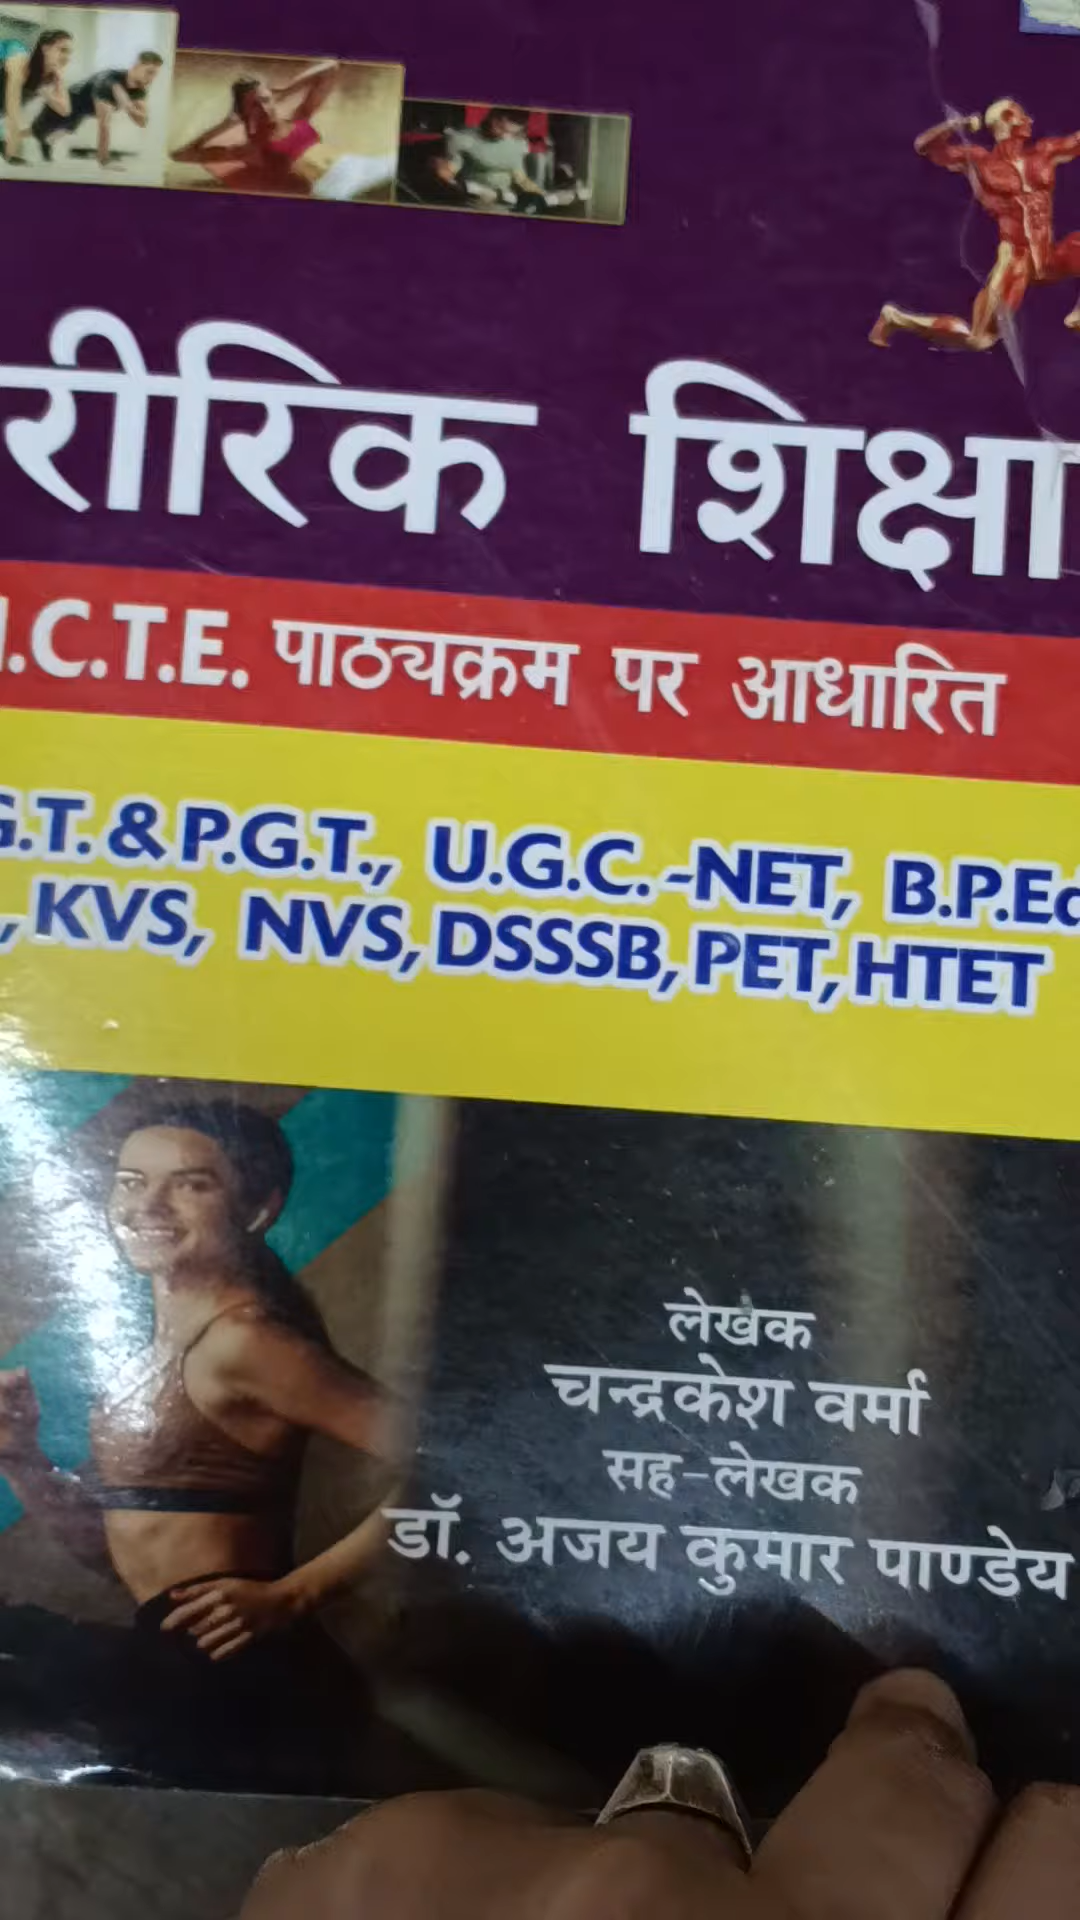 रीरिक शिक्षा
.C.T.E. पाठ्यक्रम पर आधारित
.T. & P.G.T., U.G.C.-NET, B.P.Ed
, KVS, NVS, DSSSB, PET, HTET
लेखक
चन्द्रकेश वर्मा
सह-लेखक
डॉ. अजय कुमार पाण्डेय